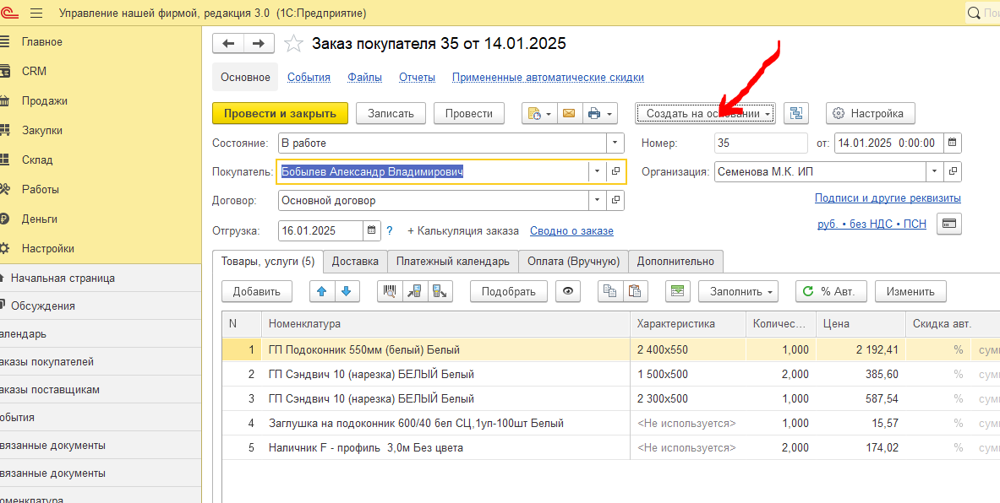 Управление нашей фирмой, редакция 3.0 (1С:Предприятие)
Главное
CRM
Продажи
Закупки
Склад
Работы
Деньги
Настройки
Начальная страница
Обсуждения
алендарь
аказы покупателей
аказы поставщикам
обытия
вязанные документы
вязанные документы
оменклатура
Заказ покупателя 35 от 14.01.2025
Основное События Файлы Отчеты Примененные автоматические скидки
Провести и закрыть Записать Провести Создать на основании Настройка
Состояние: В работе Номер: 35 от: 14.01.2025 0:00:00
Покупатель: Бобылев Александр Владимирович Организация: Семенова М.К. ИП
Договор: Основной договор Подписи и другие реквизиты
Отгрузка: 16.01.2025 ? + Калькуляция заказа Сводно о заказе руб. • без НДС • ПСН
Товары, услуги (5) Доставка Платежный календарь Оплата (Вручную) Дополнительно
Добавить Подобрать Заполнить % Авт. Изменить
N Номенклатура Характеристика Количес... Цена Скидка авт.
1 ГП Подоконник 550мм (белый) Белый 2 400x550 1,000 2 192,41 % сум
2 ГП Сэндвич 10 (нарезка) БЕЛЫЙ Белый 1 500x500 2,000 385,60 % сум
3 ГП Сэндвич 10 (нарезка) БЕЛЫЙ Белый 2 300x500 1,000 587,54 % сум
4 Заглушка на подоконник 600/40 бел СЦ,1уп-100шт Белый <Не используется> 1,000 15,57 % сум
5 Наличник F - профиль 3,0м Без цвета <Не используется> 2,000 174,02 % сум